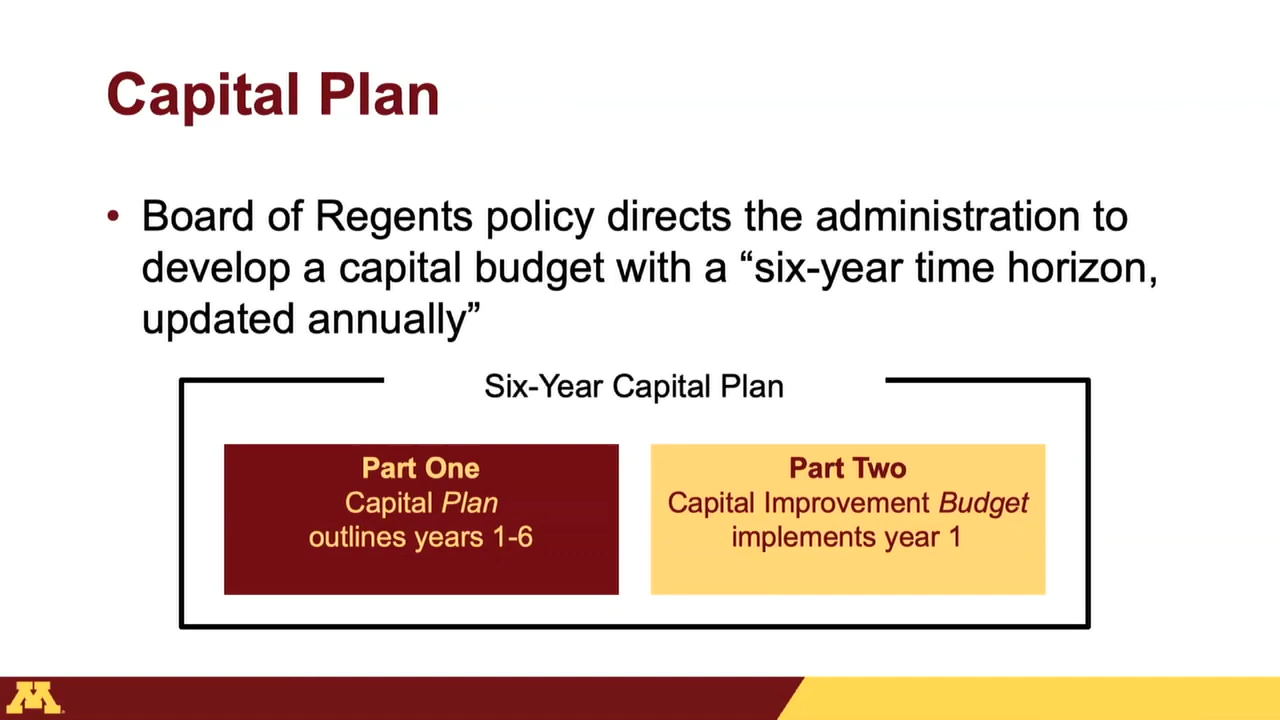 Capital Plan
• Board of Regents policy directs the administration to
develop a capital budget with a “six-year time horizon,
updated annually”
Six-Year Capital Plan
Part One
Capital Plan
outlines years 1-6
Part Two
Capital Improvement Budget
implements year 1
M